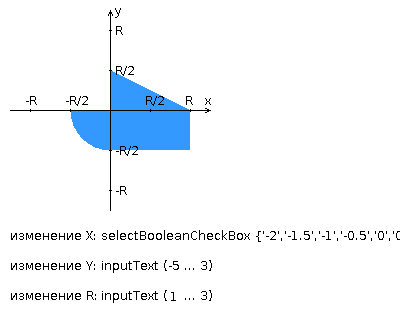 y
R
R/2
-R -R/2 R/2 R x
-R/2
-R
изменение X: selectBooleanCheckBox {'-2','-1.5','-1','-0.5','0','0
изменение Y: inputText (-5 ... 3)
изменение R: inputText (1 ... 3)